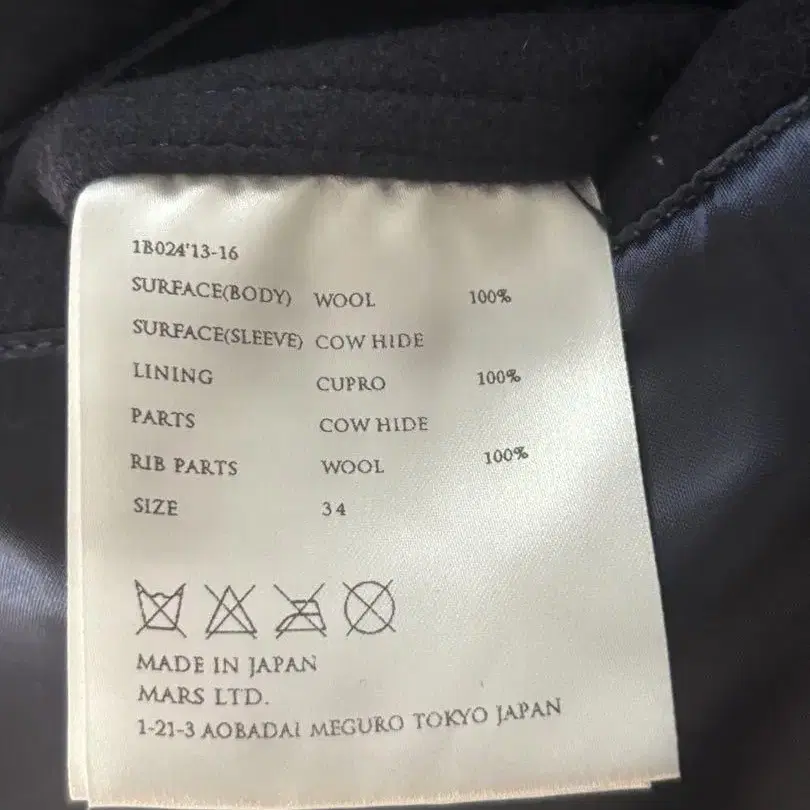 1B024'13-16
SURFACE(BODY) WOOL 100%
SURFACE(SLEEVE) COW HIDE
LINING CUPRO 100%
PARTS COW HIDE
RIB PARTS WOOL 100%
SIZE 34
MADE IN JAPAN
MARS LTD.
1-21-3 AOBADAI MEGURO TOKYO JAPAN